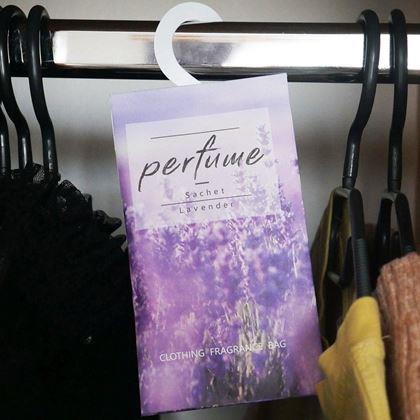 perfume
Sachet
Lavender
CLOTHING FRAGRANCE BAG